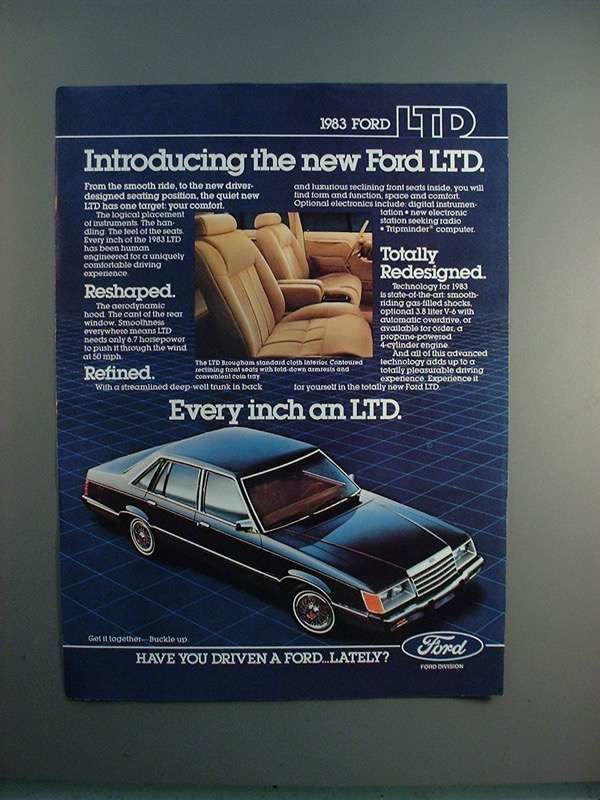 1983 FORD LTD
Introducing the new Ford LTD.
From the smooth ride, to the new driver-
designed seating position, the quiet new
LTD has one target: your comfort.
The logical placement
of instruments. The han-
dling. The feel of the seats.
Every inch of the 1983 LTD
has been human
engineered for a uniquely
comfortable driving
experience.
Reshaped.
The aerodynamic
hood. The cant of the rear
window. Smoothness
everywhere means LTD
needs only 6.7 horsepower
to push it through the wind
at 50 mph.
Refined.
With a streamlined deep-well trunk in back
and luxurious reclining front seats inside, you will
find form and function, space and comfort.
Optional electronics include: digital instrumen-
tation • new electronic
station seeking radio
• Tripminder® computer.
The LTD Brougham standard cloth interior. Contoured
reclining front seats with fold-down armrests and
convenient coin tray.
Totally
Redesigned.
Technology for 1983
is state-of-the-art: smooth-
riding gas-filled shocks,
optional 3.8 liter V-6 with
automatic overdrive, or
available for order, a
propane-powered
4-cylinder engine.
And all of this advanced
technology adds up to a
totally pleasurable driving
experience. Experience it
for yourself in the totally new Ford LTD.
Every inch an LTD.
Get it together—Buckle up.
HAVE YOU DRIVEN A FORD...LATELY?
Ford
FORD DIVISION